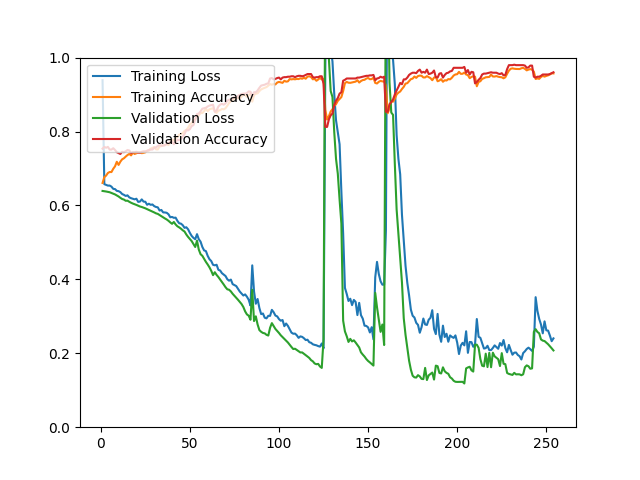 1.0
0.8
0.6
0.4
0.2
0.0
Training Loss
Training Accuracy
Validation Loss
Validation Accuracy
0 50 100 150 200 250